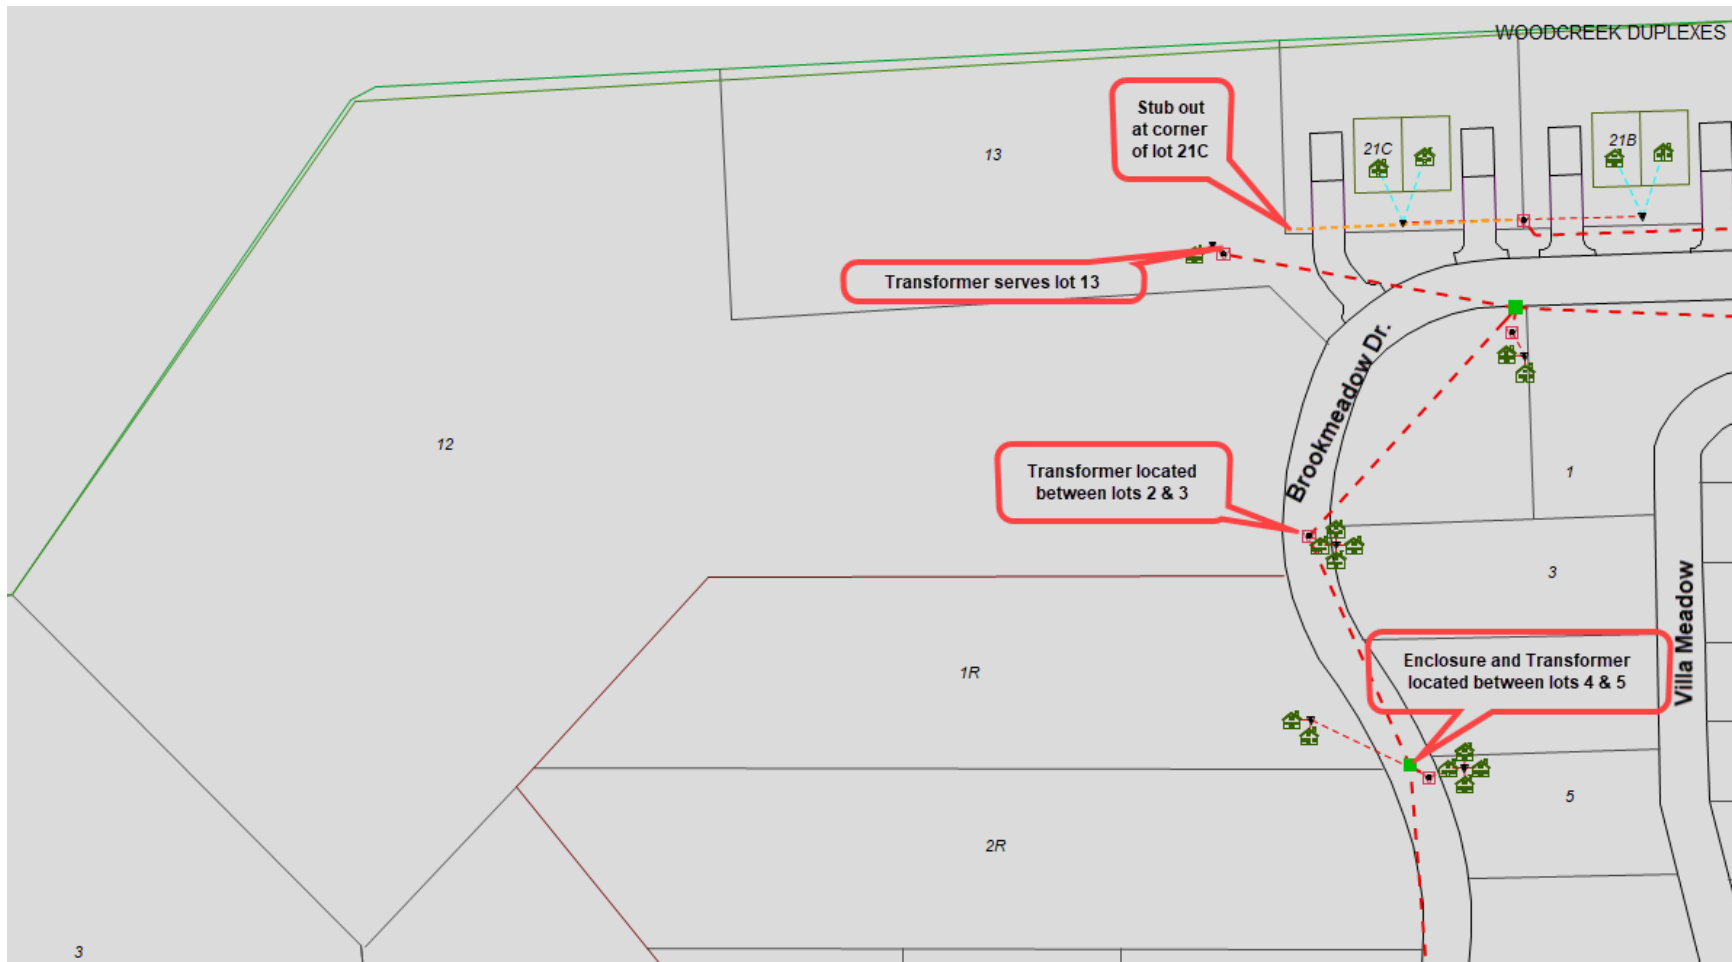 WOODCREEK DUPLEXES
Stub out
at corner
of lot 21C
13
21C
21B
Transformer serves lot 13
Brookmeadow Dr.
12
Transformer located
between lots 2 & 3
1
3
Villa Meadow
1R
Enclosure and Transformer
located between lots 4 & 5
5
2R
3